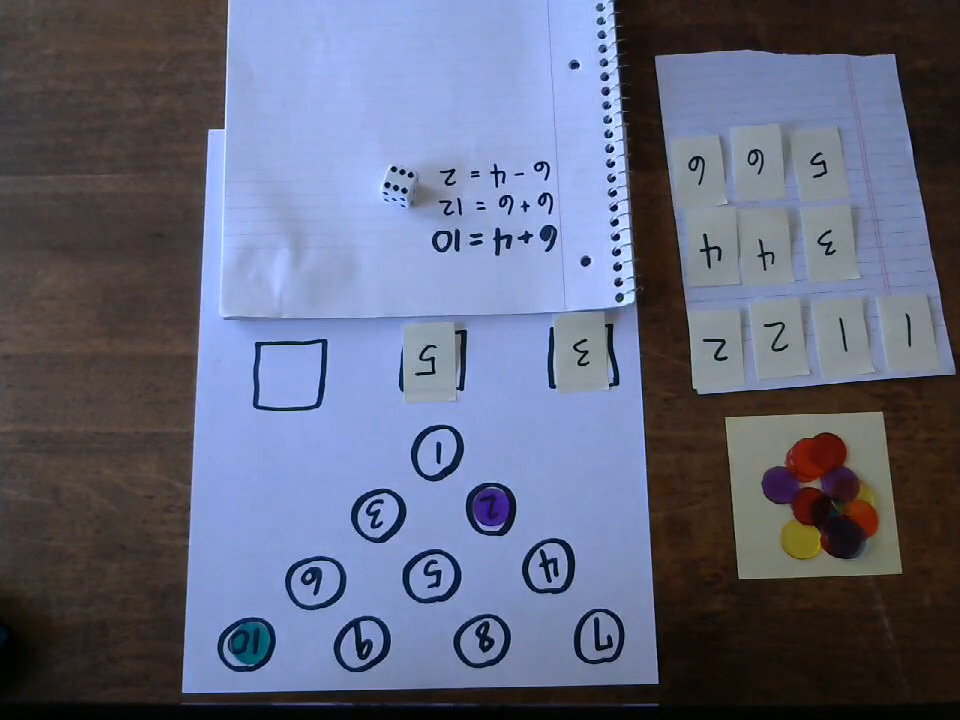 7 8 9 10
4 5 6
2 3
1
3 5
6 + 4 = 10
6 + 6 = 12
6 - 4 = 2
1 1 2 2
3 4 4
5 6 6